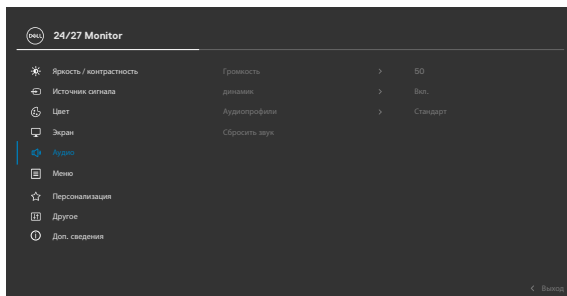 DELL 24/27 Monitor
Яркость / контрастность
Источник сигнала
Цвет
Экран
Аудио
Меню
Персонализация
Другое
Доп. сведения
Громкость > 50
динамик > Вкл.
Аудиопрофили > Стандарт
Сбросить звук
< Выход